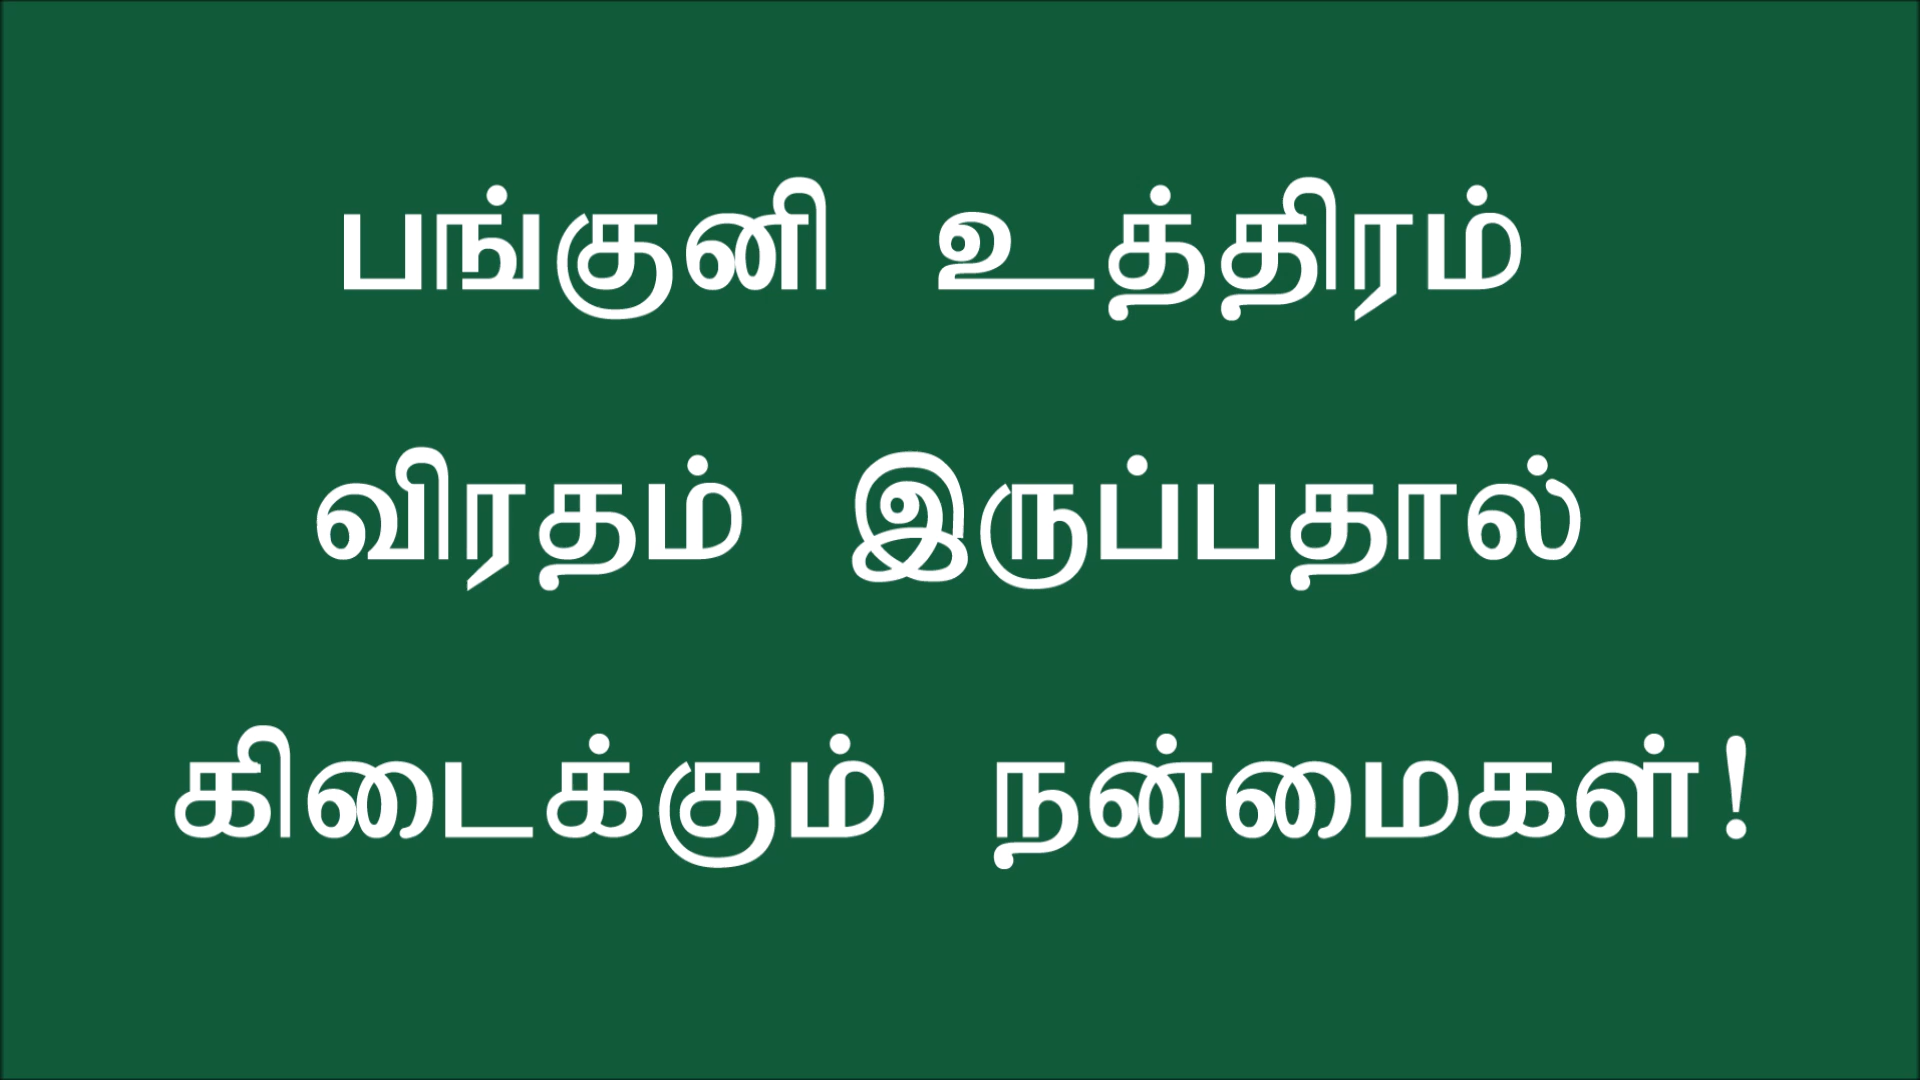 பங்குனி உத்திரம்
விரதம் இருப்பதால்
கிடைக்கும் நன்மைகள்!